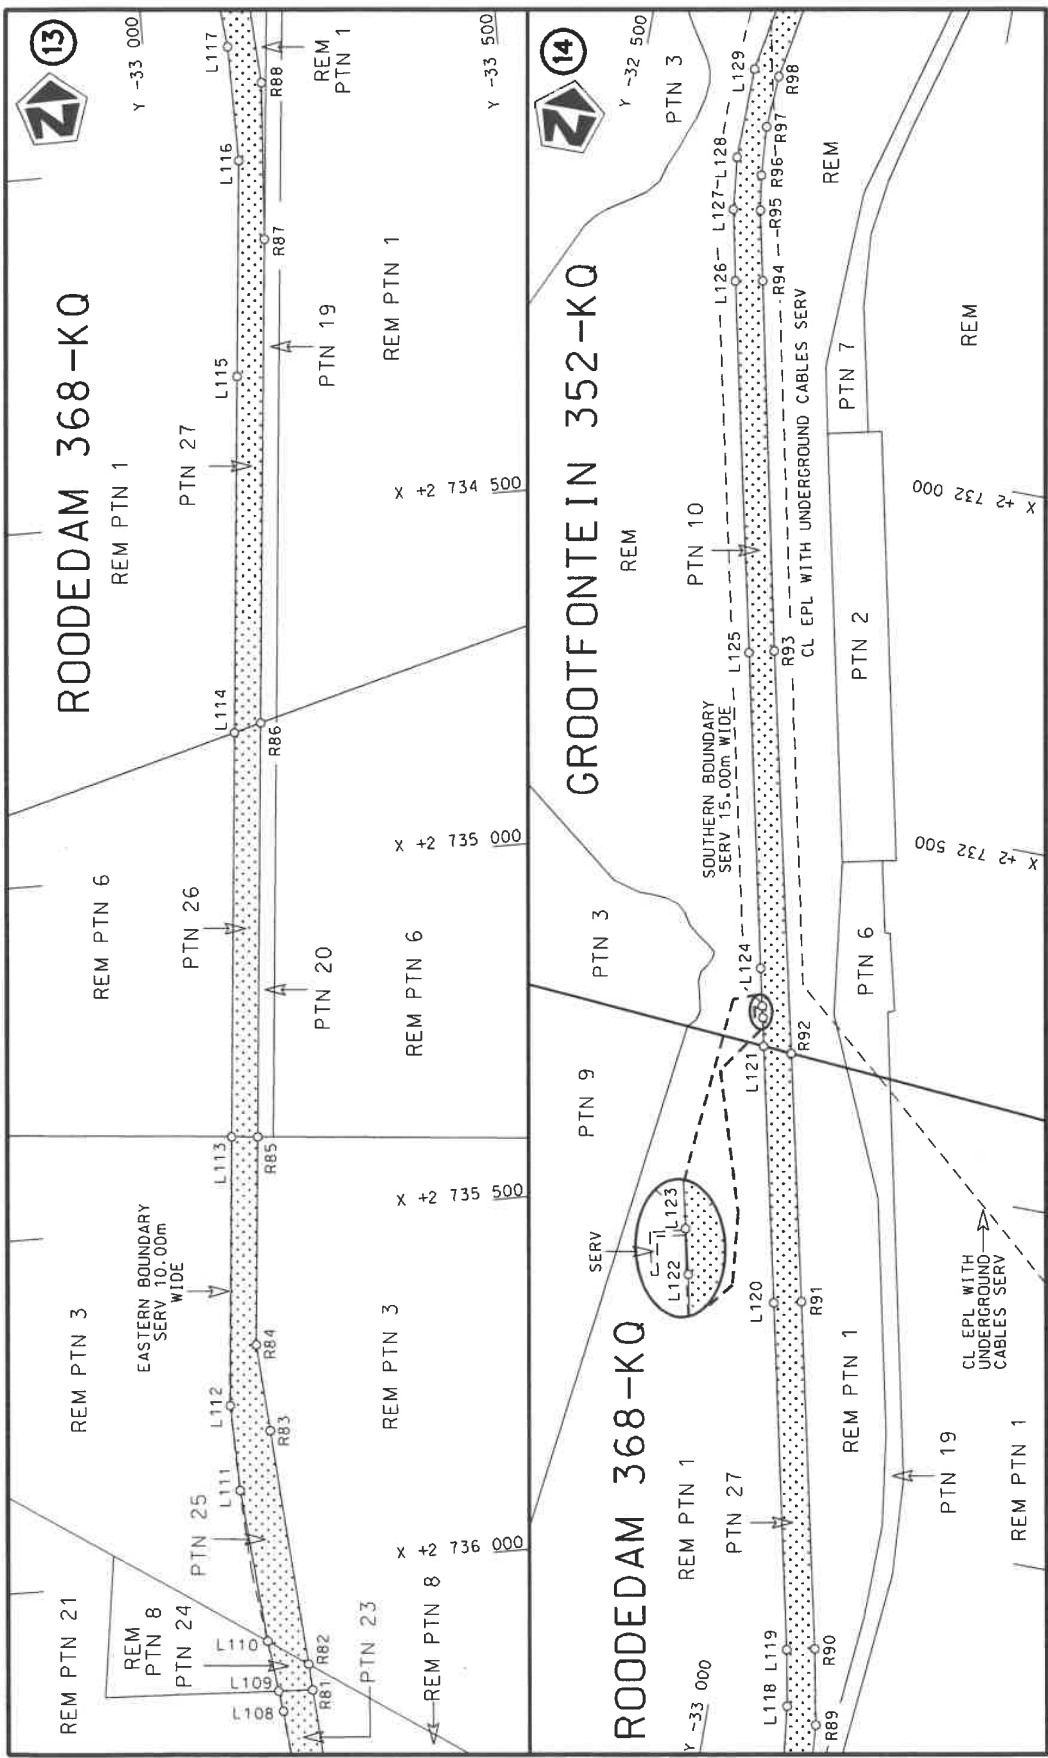 13
N
ROODEDAM 368-KQ
Y -33 000
Y -33 500
X +2 734 500
X +2 735 000
X +2 735 500
X +2 736 000
REM PTN 21
REM
PTN 8
PTN 24
REM PTN 3
EASTERN BOUNDARY
SERV 10.00m
WIDE
REM PTN 6
PTN 26
REM PTN 1
PTN 27
PTN 25
L108
L109
L110
L111
L112
L113
L114
L115
L116
L117
R81
R82
R83
R84
R85
R86
R87
R88
PTN 23
REM PTN 8
REM PTN 3
PTN 20
REM PTN 6
PTN 19
REM PTN 1
REM
PTN 1
14
N
ROODEDAM 368-KQ
GROOTFONTEIN 352-KQ
Y -33 000
Y -32 500
X +2 732 000
X +2 732 500
REM PTN 1
PTN 27
SERV
L122
L123
PTN 9
PTN 3
SOUTHERN BOUNDARY
SERV 15.00m WIDE
REM
PTN 10
PTN 3
L118
L119
L120
L121
L124
L125
L126
L127
L128
L129
R89
R90
R91
R92
R93
R94
R95
R96
R97
R98
CL EPL WITH UNDERGROUND CABLES SERV
REM PTN 1
PTN 19
REM PTN 1
CL EPL WITH
UNDERGROUND
CABLES SERV
PTN 6
PTN 2
PTN 7
REM
REM